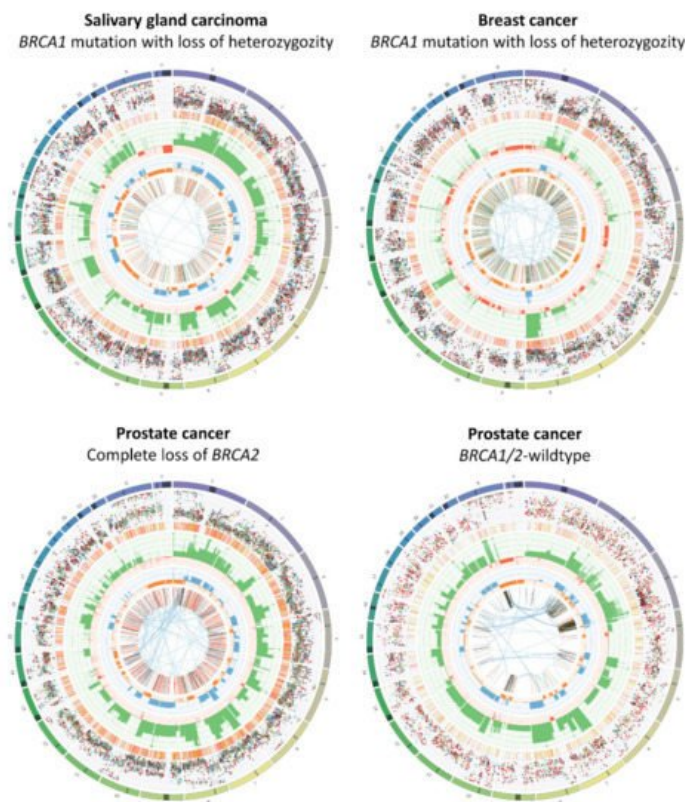 Salivary gland carcinoma
BRCA1 mutation with loss of heterozygozity
Breast cancer
BRCA1 mutation with loss of heterozygozity
Prostate cancer
Complete loss of BRCA2
Prostate cancer
BRCA1/2-wildtype